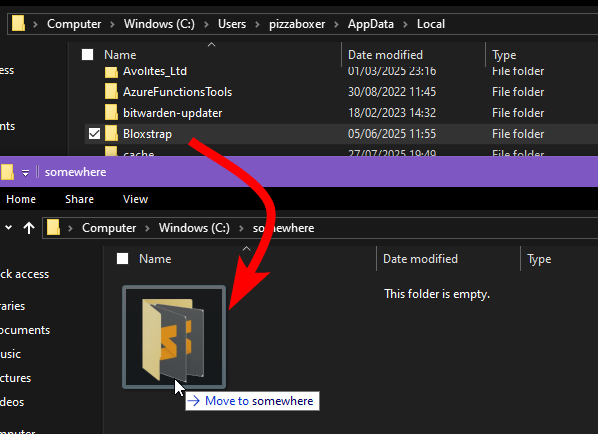 Computer > Windows (C:) > Users > pizzaboxer > AppData > Local
Name Date modified Type
Avolites_Ltd 01/03/2025 23:16 File folder
AzureFunctionsTools 30/08/2022 11:45 File folder
bitwarden-updater 18/02/2023 14:32 File folder
Bloxstrap 05/06/2025 11:55 File folder
cache 27/07/2025 19:49 File folder
ess
nts
somewhere
Home Share View
Computer > Windows (C:) > somewhere
Name Date modified Type
This folder is empty.
ck access
raries
ocuments
usic
ctures
deos
mputer
Move to somewhere